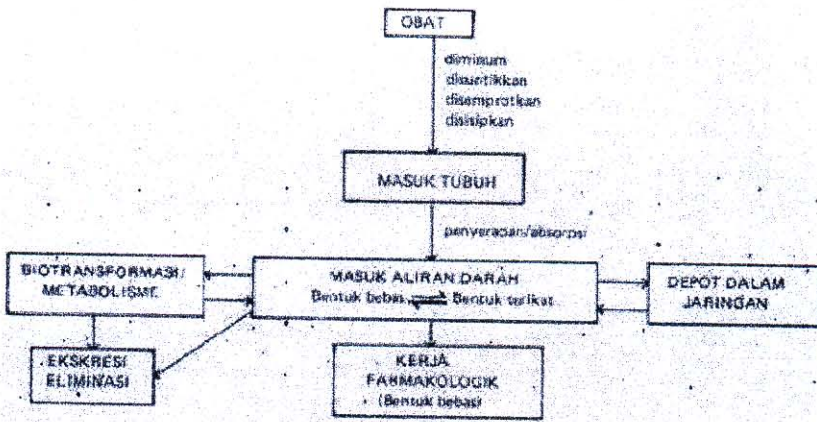 OBAT
diminum
disuntikkan
disemprotkan
disisipkan
MASUK TUBUH
penyerapan/absorpsi
BIOTRANSFORMASI/
METABOLISME
MASUK ALIRAN DARAH
Bentuk bebas Bentuk terikat
DEPOT DALAM
JARINGAN
EKSKRESI
ELIMINASI
KERJA
FARMAKOLOGIK
(Bentuk bebas)